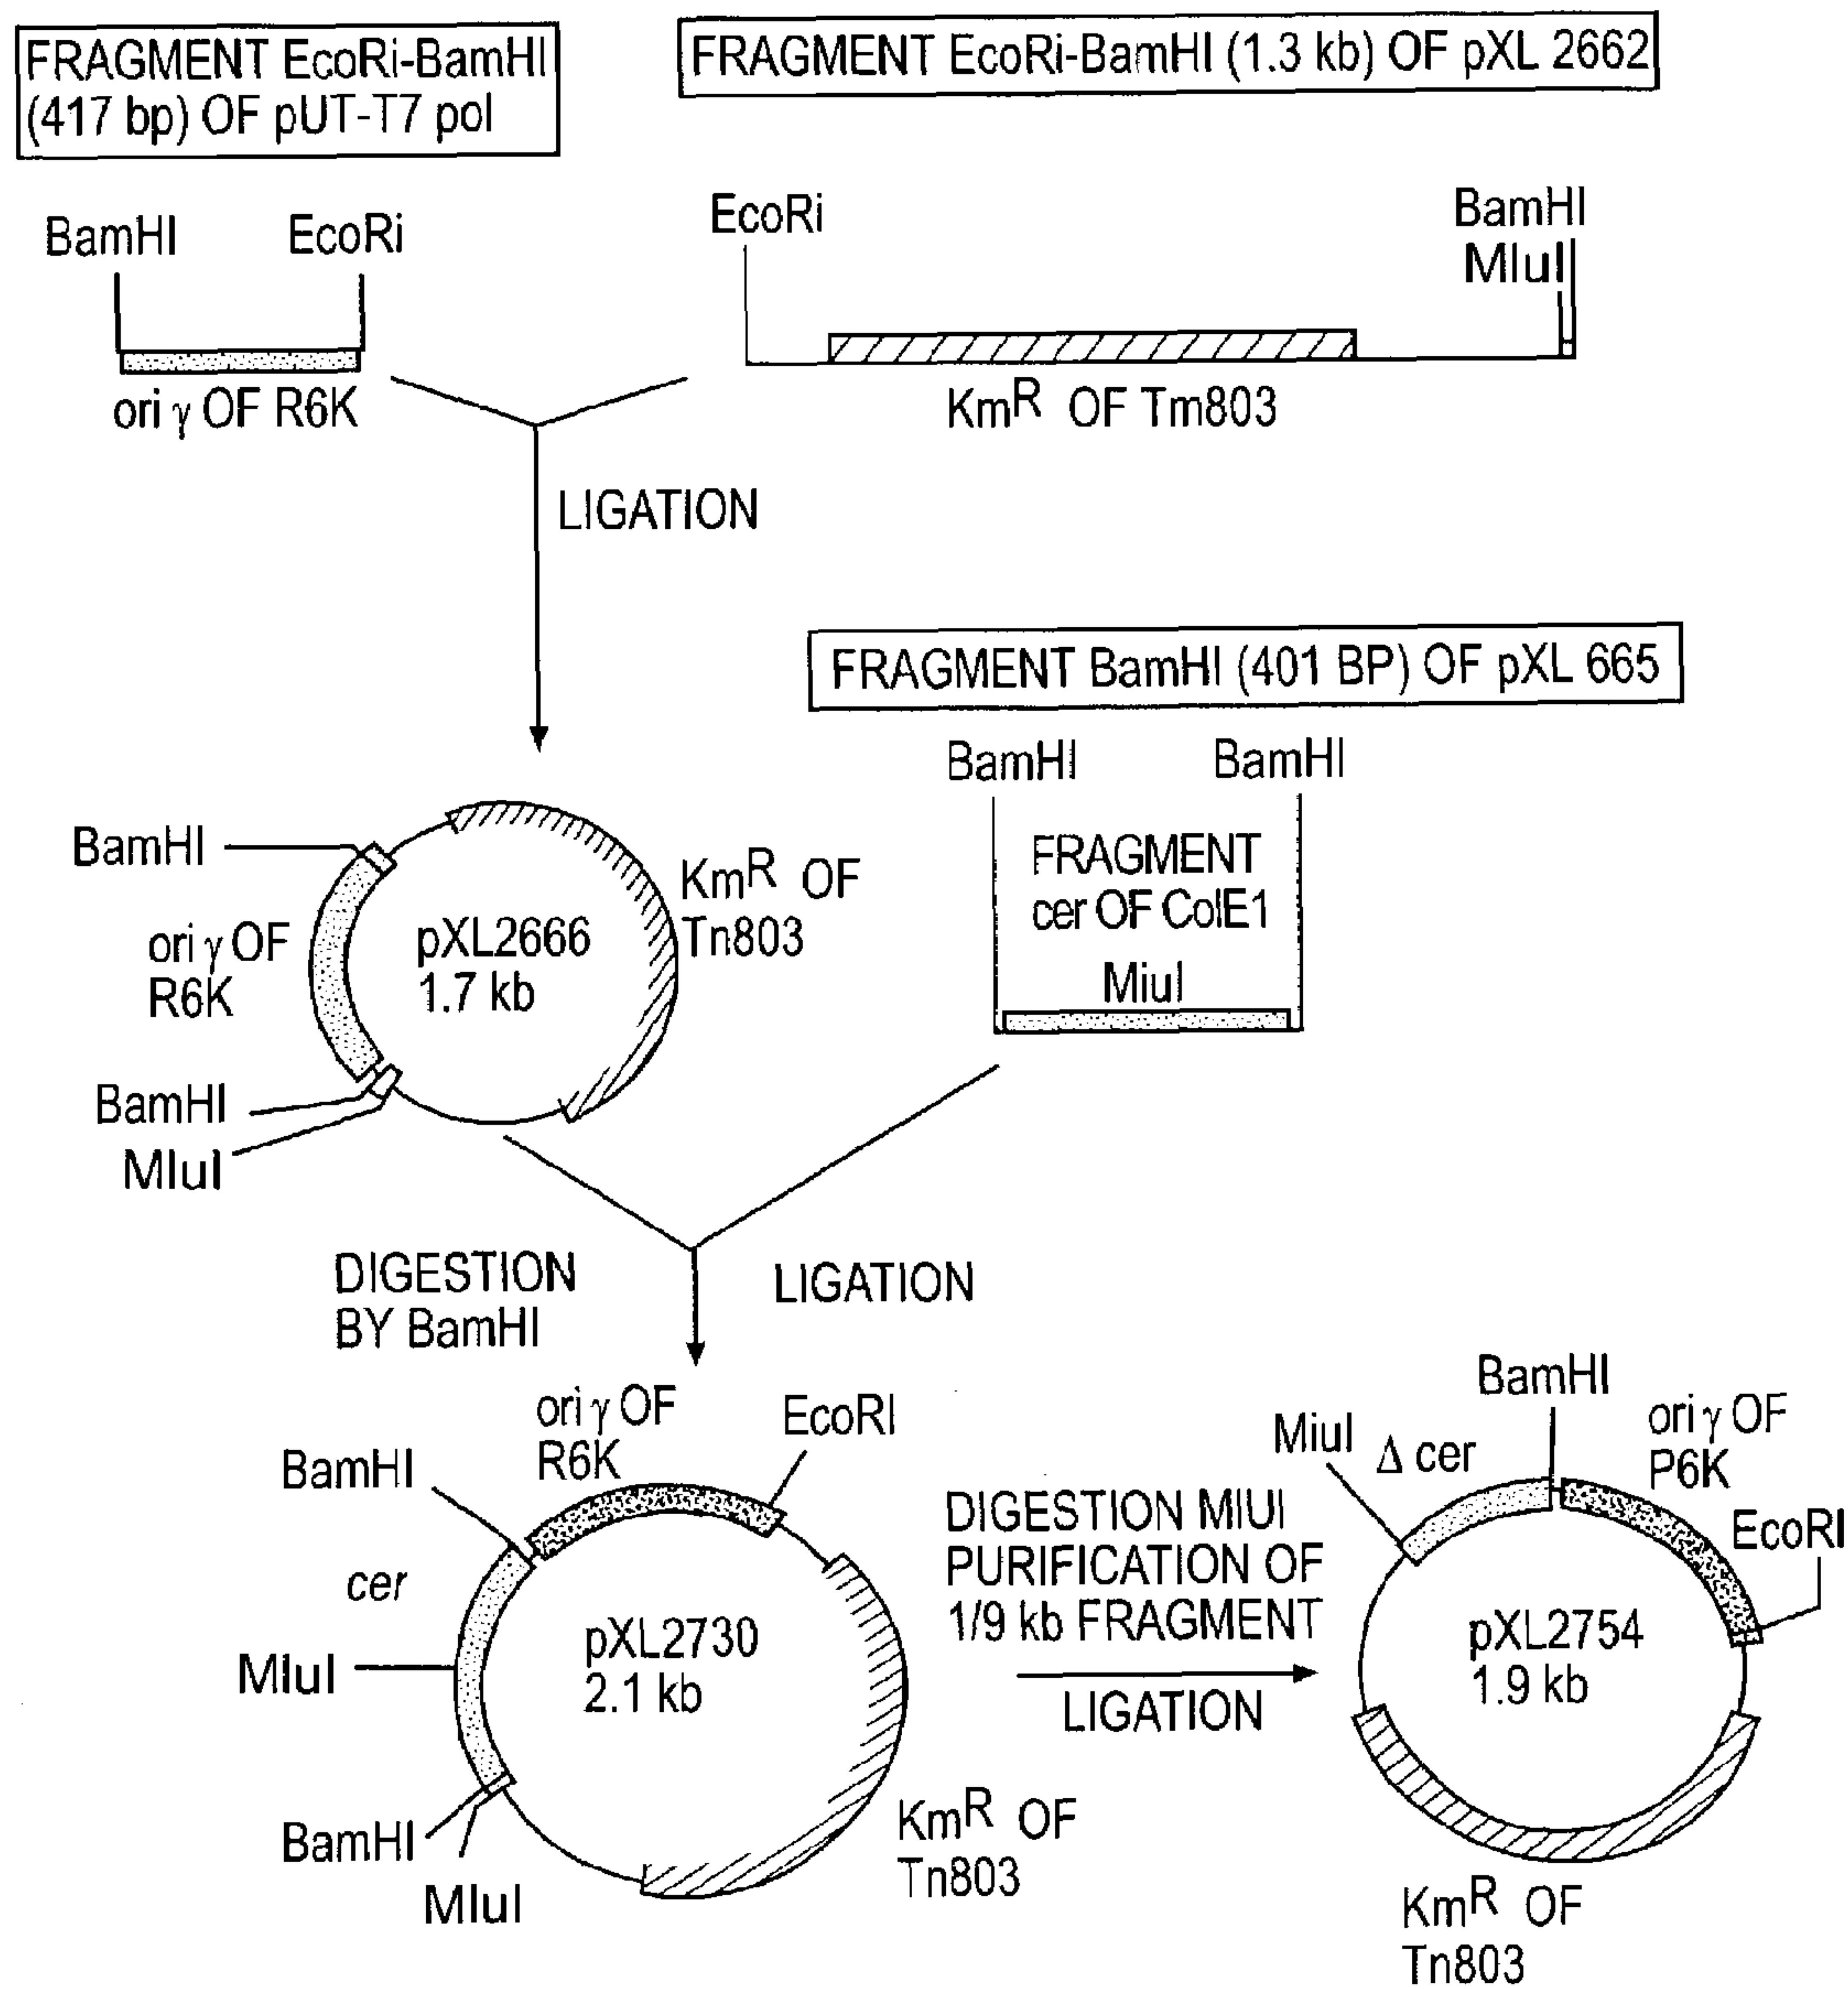 FRAGMENT EcoRi-BamHI
(417 bp) OF pUT-T7 pol
FRAGMENT EcoRi-BamHI (1.3 kb) OF pXL 2662
BamHI
EcoRi
ori γ OF R6K
EcoRi
BamHI
MluI
KmR OF Tm803
LIGATION
FRAGMENT BamHI (401 BP) OF pXL 665
BamHI
BamHI
FRAGMENT
cer OF ColE1
MiuI
BamHI
ori γ OF
R6K
pXL2666
1.7 kb
KmR OF
Tn803
BamHI
MluI
DIGESTION
BY BamHI
LIGATION
ori γ OF
R6K
EcoRI
BamHI
cer
MluI
pXL2730
2.1 kb
BamHI
MluI
KmR OF
Tn803
DIGESTION MIUI
PURIFICATION OF
1/9 kb FRAGMENT
LIGATION
BamHI
MiuI
Δ cer
ori γ OF
P6K
EcoRI
pXL2754
1.9 kb
KmR OF
Tn803